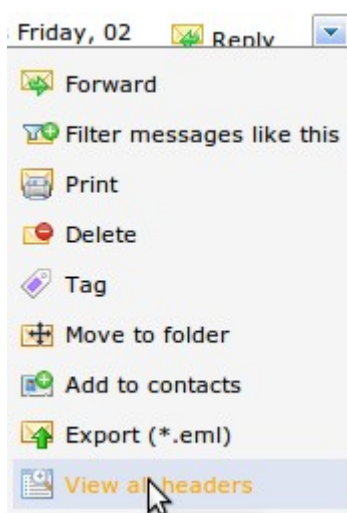 Friday, 02 Reply
Forward
Filter messages like this
Print
Delete
Tag
Move to folder
Add to contacts
Export (*.eml)
View all headers